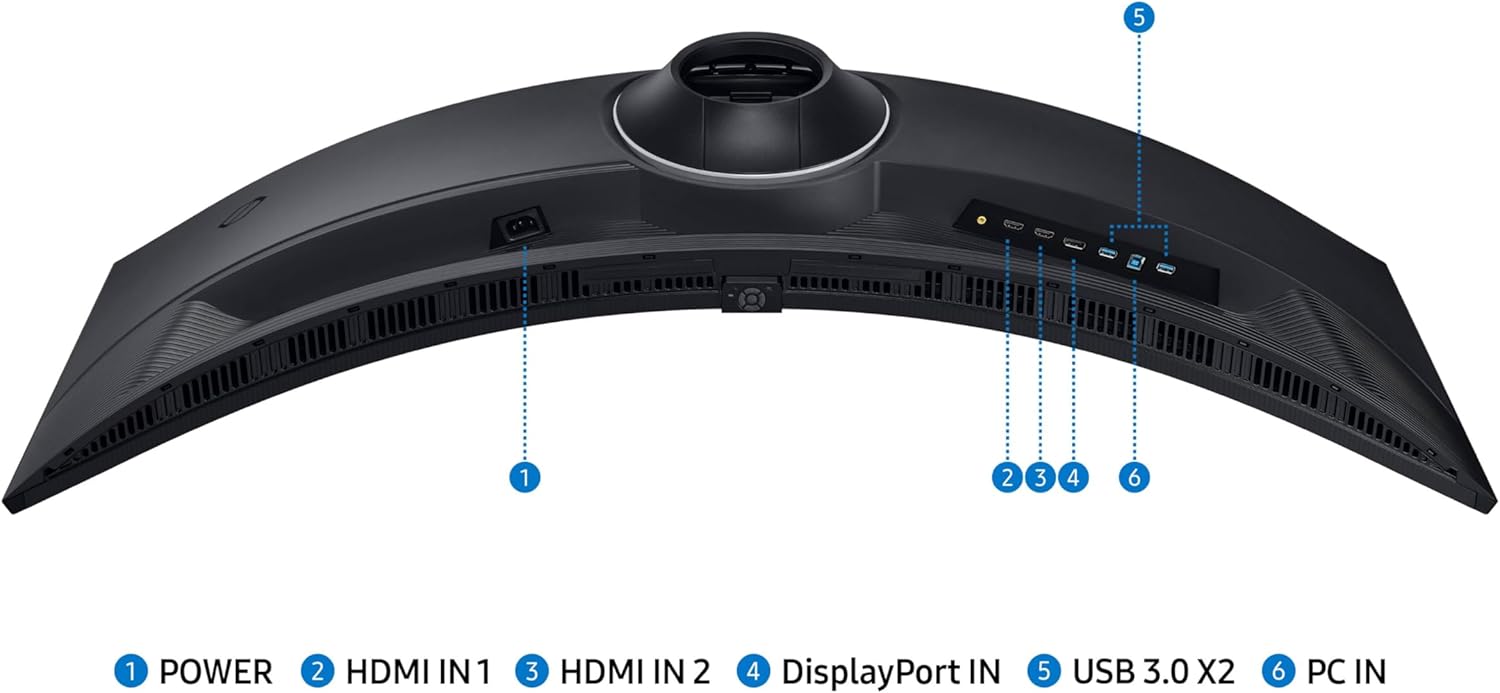 5
1
2 3 4 6
1 POWER 2 HDMI IN 1 3 HDMI IN 2 4 DisplayPort IN 5 USB 3.0 X2 6 PC IN